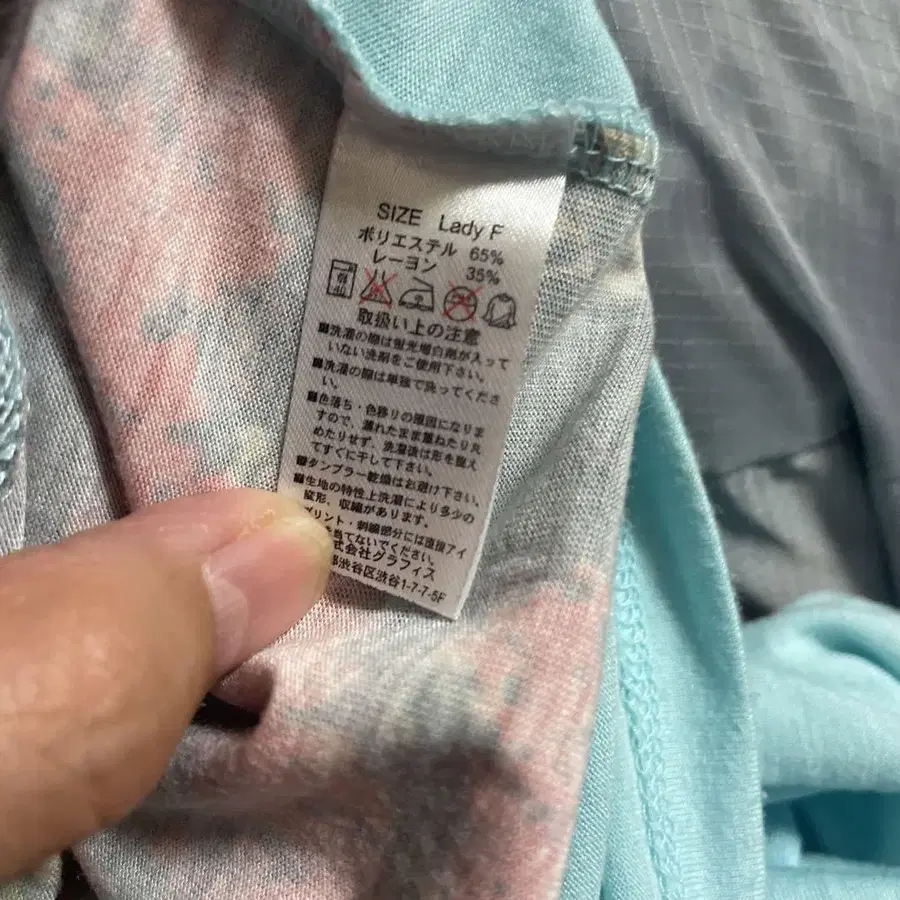 SIZE Lady F
ポリエステル 65%
レーヨン 35%
取扱い上の注意
■洗濯の際は蛍光増白剤が入って
いない洗剤をご使用下さい。
■洗濯の際は単独で洗ってくださ
い。
■色落ち・色移りの原因になりま
すので、濡れたまま重ねたり丸
めたりせず、洗濯後は形を整え
てすぐに干して下さい。
■タンブラー乾燥はお避け下さい。
■生地の特性上洗濯により多少の
変形、収縮があります。
プリント・刺繍部分には直接アイ
を当てないでください。
式会社グラフィス
都渋谷区渋谷1-7-7-5F